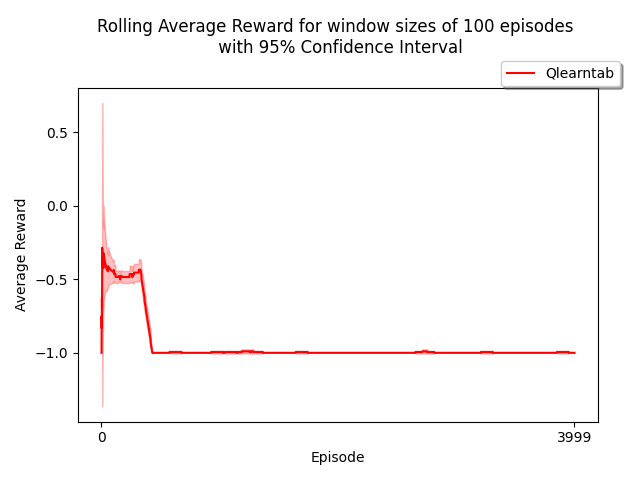 Rolling Average Reward for window sizes of 100 episodes
with 95% Confidence Interval
Qlearntab
Average Reward
0.5
0.0
−0.5
−1.0
0
3999
Episode